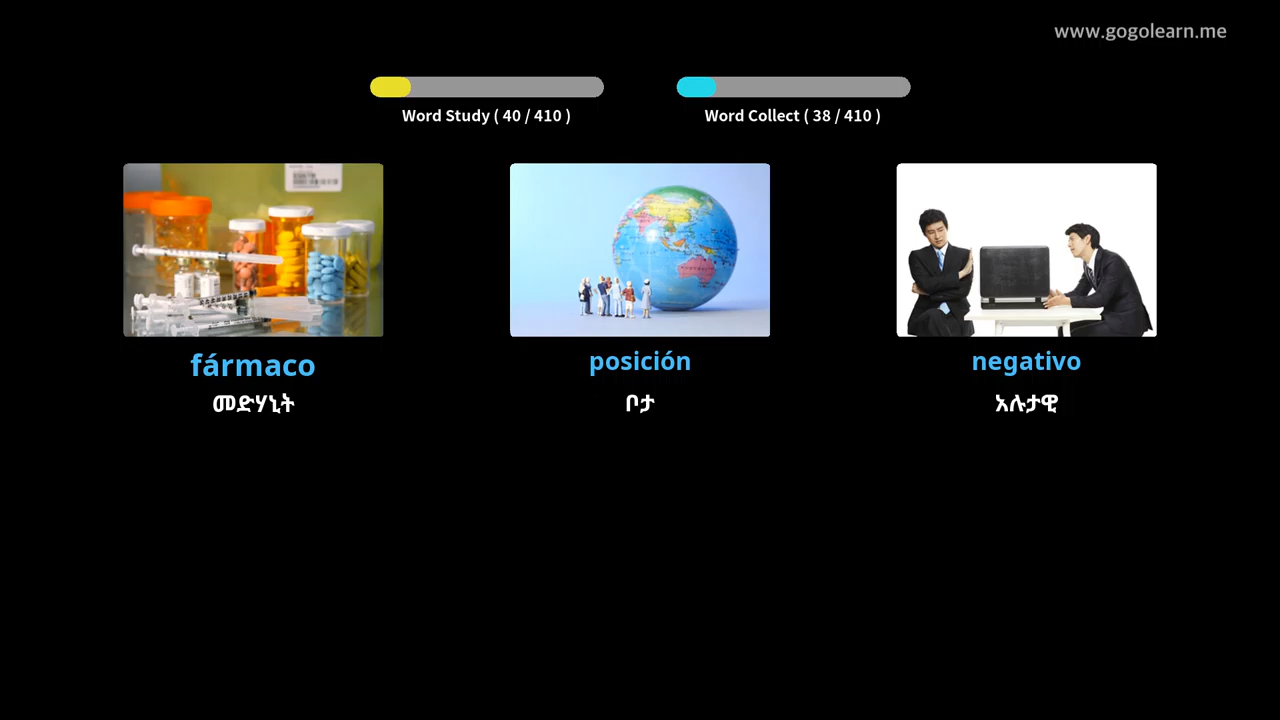 www.gogolearn.me
Word Study ( 40 / 410 )
Word Collect ( 38 / 410 )
fármaco
posición
negativo
መድሃኒት
ቦታ
አሉታዊ